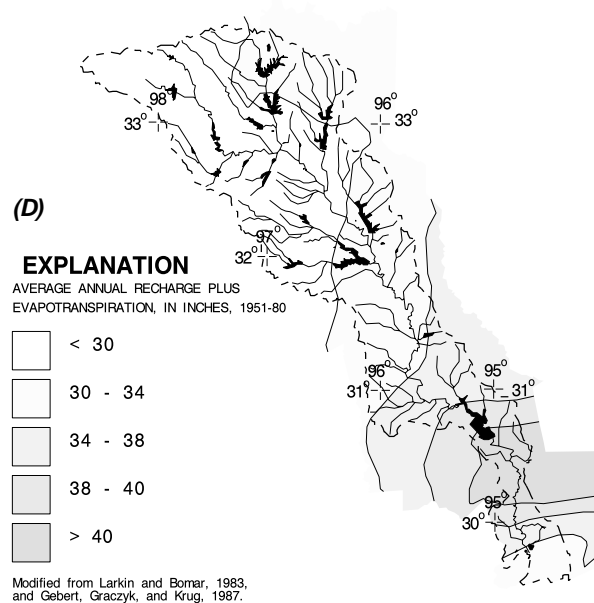 98°
33°
96°
33°
(D)
97°
32°
EXPLANATION
AVERAGE ANNUAL RECHARGE PLUS
EVAPOTRANSPIRATION, IN INCHES, 1951-80
< 30
30 - 34
34 - 38
38 - 40
> 40
96°
31°
95°
31°
95°
30°
Modified from Larkin and Bomar, 1983,
and Gebert, Graczyk, and Krug, 1987.